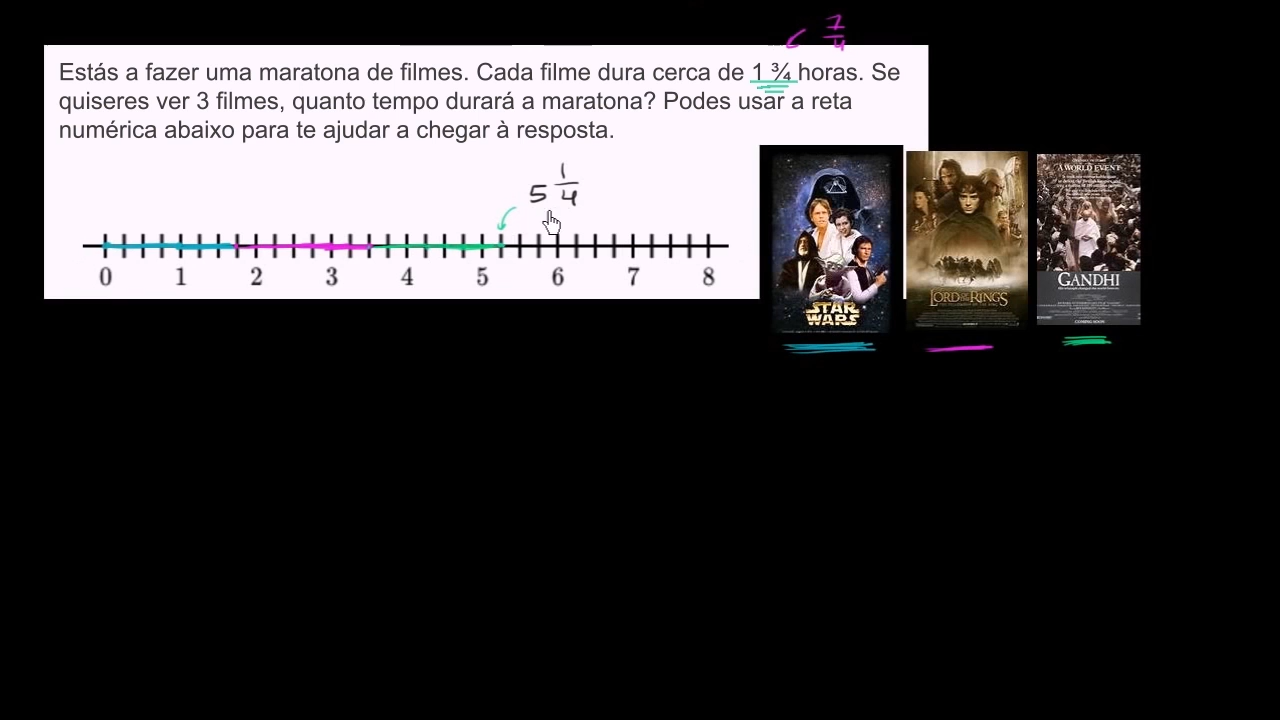 7/4
Estás a fazer uma maratona de filmes. Cada filme dura cerca de 1 ¾ horas. Se
quiseres ver 3 filmes, quanto tempo durará a maratona? Podes usar a reta
numérica abaixo para te ajudar a chegar à resposta.
5 1/4
0 1 2 3 4 5 6 7 8
STAR
WARS
LORD OF THE RINGS
A WORLD EVENT
GANDHI
COMING SOON